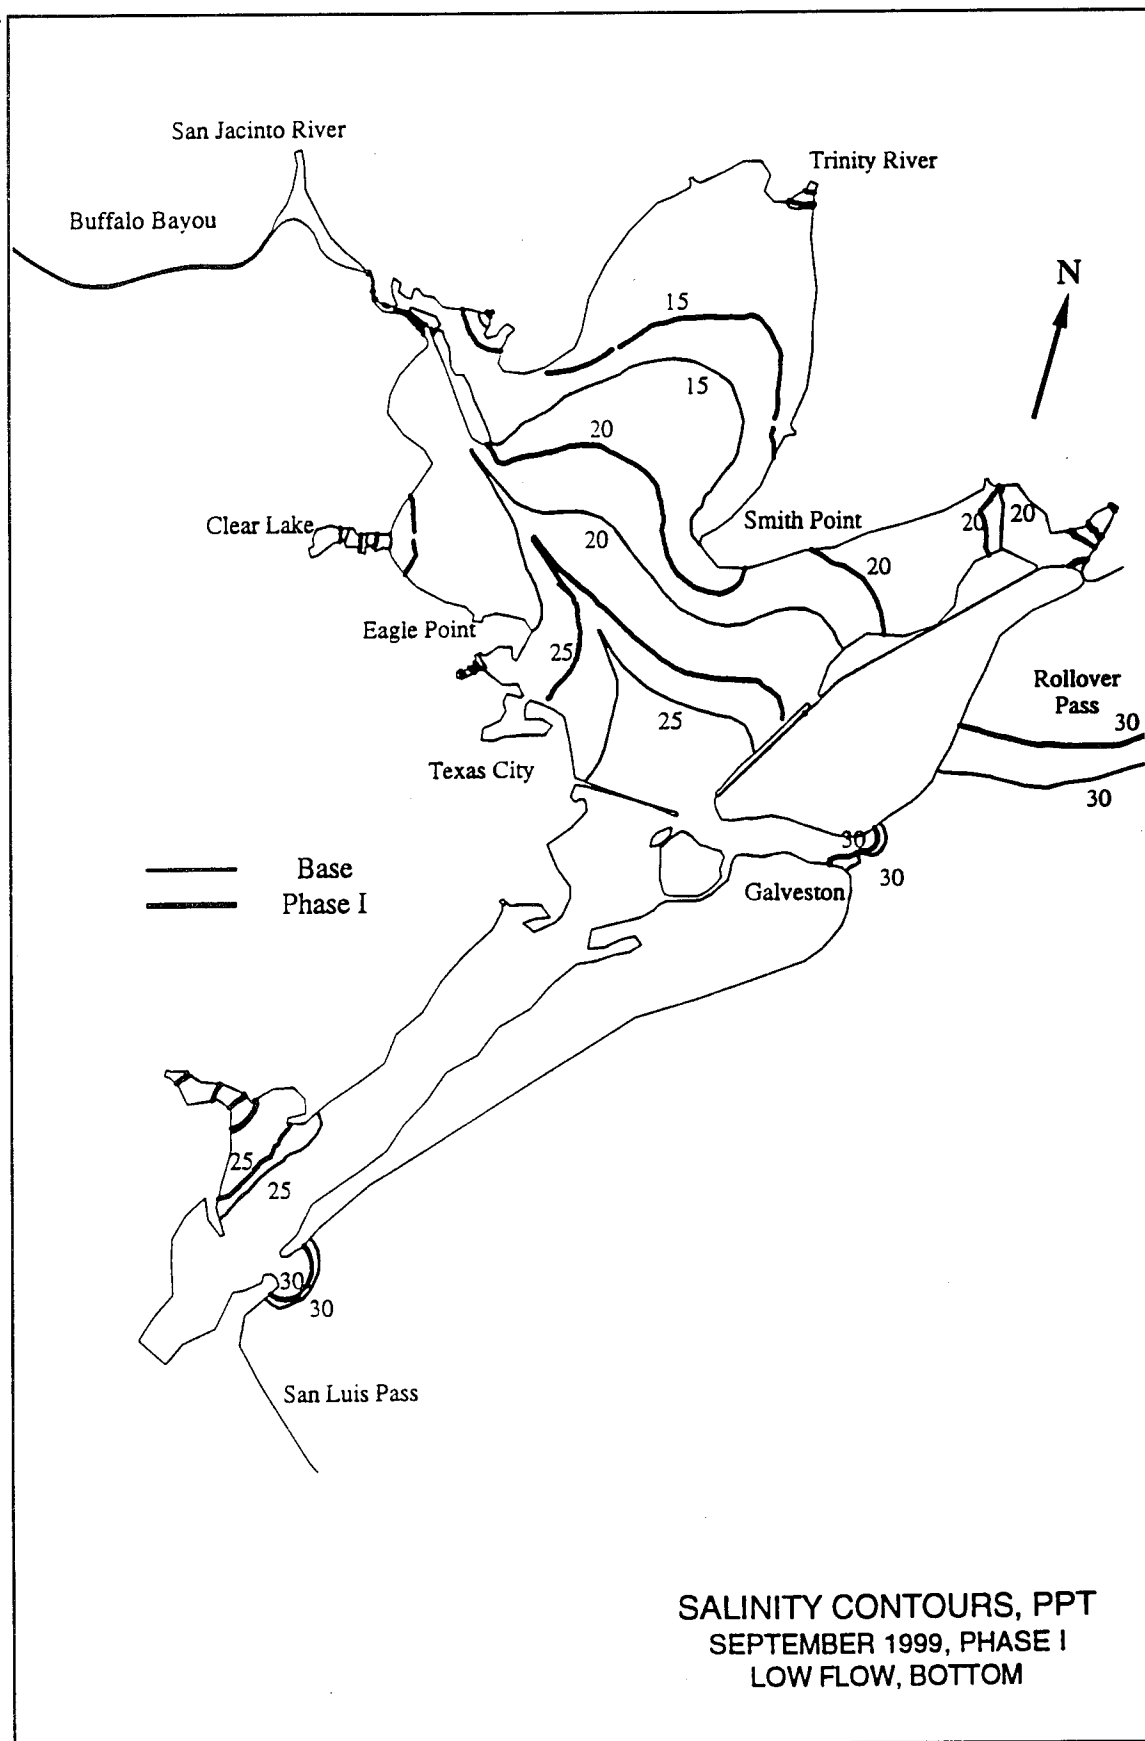 San Jacinto River
Trinity River
Buffalo Bayou
N
15
15
20
Clear Lake
20
Smith Point
20
20
20
Eagle Point
25
Rollover
Pass
25
30
Texas City
30
30
Base
30
Galveston
Phase I
25
25
30
30
San Luis Pass
SALINITY CONTOURS, PPT
SEPTEMBER 1999, PHASE I
LOW FLOW, BOTTOM